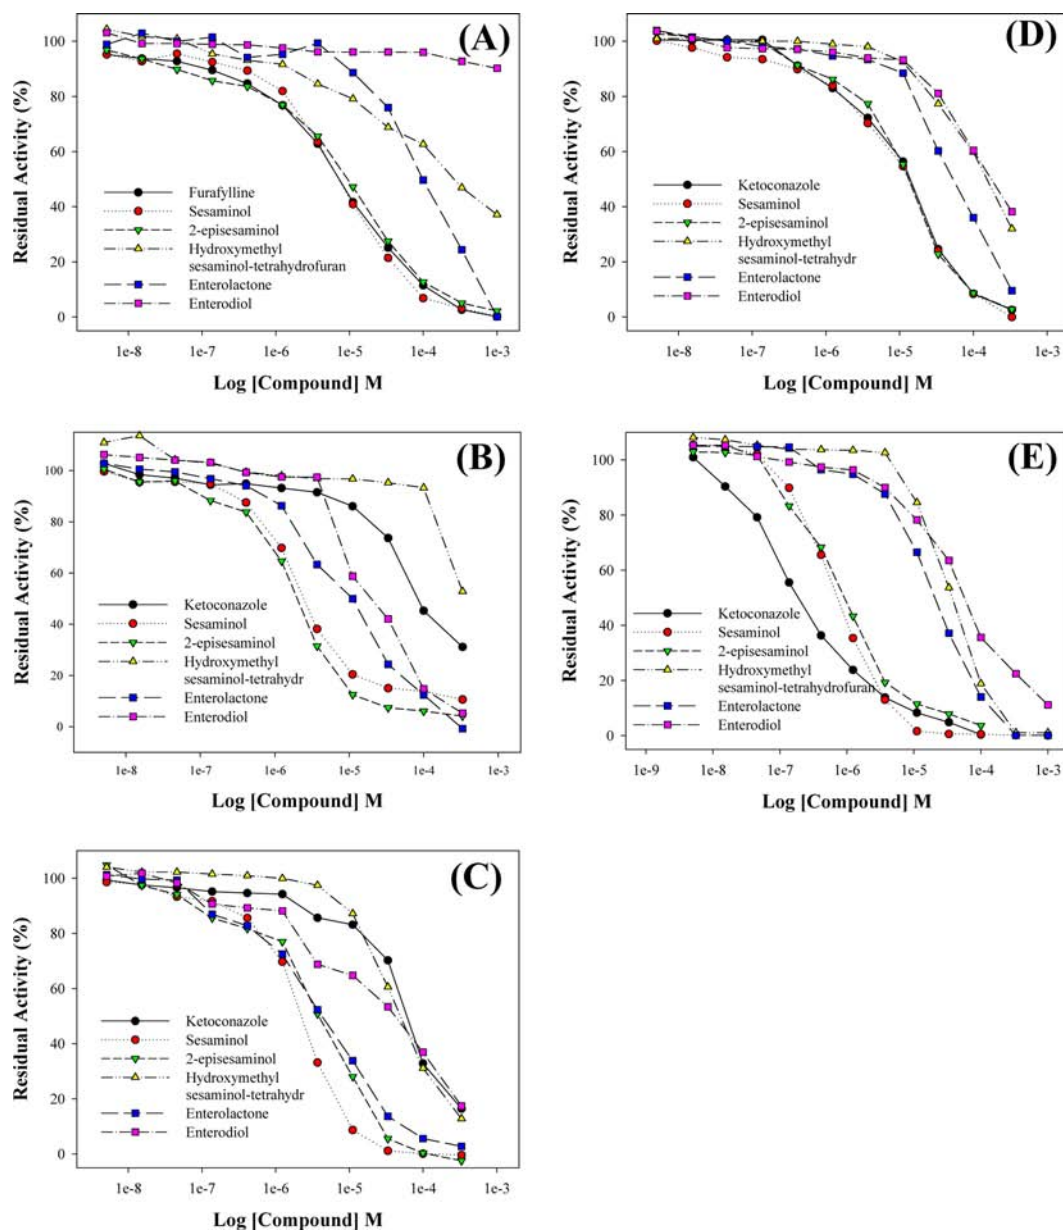 (A)
Residual Activity (%)
100
80
60
40
20
0
Furafylline
Sesaminol
2-episesaminol
Hydroxymethyl
sesaminol-tetrahydrofuran
Enterolactone
Enterodiol
1e-8 1e-7 1e-6 1e-5 1e-4 1e-3
Log [Compound] M
(D)
Residual Activity (%)
100
80
60
40
20
0
Ketoconazole
Sesaminol
2-episesaminol
Hydroxymethyl
sesaminol-tetrahydr
Enterolactone
Enterodiol
1e-8 1e-7 1e-6 1e-5 1e-4 1e-3
Log [Compound] M
(B)
Residual Activity (%)
100
80
60
40
20
0
Ketoconazole
Sesaminol
2-episesaminol
Hydroxymethyl
sesaminol-tetrahydr
Enterolactone
Enterodiol
1e-8 1e-7 1e-6 1e-5 1e-4 1e-3
Log [Compound] M
(E)
Residual Activity (%)
100
80
60
40
20
0
Ketoconazole
Sesaminol
2-episesaminol
Hydroxymethyl
sesaminol-tetrahydrofuran
Enterolactone
Enterodiol
1e-9 1e-8 1e-7 1e-6 1e-5 1e-4 1e-3
Log [Compound] M
(C)
Residual Activity (%)
100
80
60
40
20
0
Ketoconazole
Sesaminol
2-episesaminol
Hydroxymethyl
sesaminol-tetrahydr
Enterolactone
Enterodiol
1e-8 1e-7 1e-6 1e-5 1e-4 1e-3
Log [Compound] M